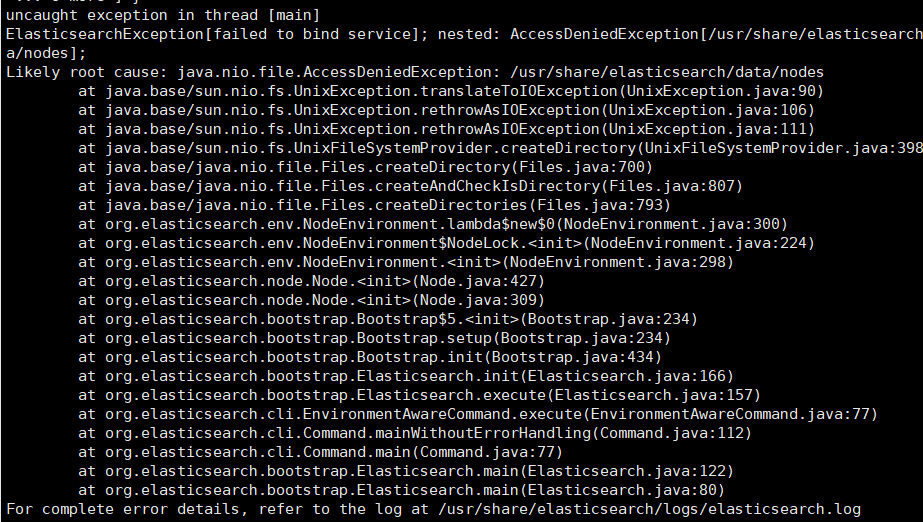 uncaught exception in thread [main]
ElasticsearchException[failed to bind service]; nested: AccessDeniedException[/usr/share/elasticsearch
a/nodes];
Likely root cause: java.nio.file.AccessDeniedException: /usr/share/elasticsearch/data/nodes
        at java.base/sun.nio.fs.UnixException.translateToIOException(UnixException.java:90)
        at java.base/sun.nio.fs.UnixException.rethrowAsIOException(UnixException.java:106)
        at java.base/sun.nio.fs.UnixException.rethrowAsIOException(UnixException.java:111)
        at java.base/sun.nio.fs.UnixFileSystemProvider.createDirectory(UnixFileSystemProvider.java:398
        at java.base/java.nio.file.Files.createDirectory(Files.java:700)
        at java.base/java.nio.file.Files.createAndCheckIsDirectory(Files.java:807)
        at java.base/java.nio.file.Files.createDirectories(Files.java:793)
        at org.elasticsearch.env.NodeEnvironment.lambda$new$0(NodeEnvironment.java:300)
        at org.elasticsearch.env.NodeEnvironment$NodeLock.<init>(NodeEnvironment.java:224)
        at org.elasticsearch.env.NodeEnvironment.<init>(NodeEnvironment.java:298)
        at org.elasticsearch.node.Node.<init>(Node.java:427)
        at org.elasticsearch.node.Node.<init>(Node.java:309)
        at org.elasticsearch.bootstrap.Bootstrap$5.<init>(Bootstrap.java:234)
        at org.elasticsearch.bootstrap.Bootstrap.setup(Bootstrap.java:234)
        at org.elasticsearch.bootstrap.Bootstrap.init(Bootstrap.java:434)
        at org.elasticsearch.bootstrap.Elasticsearch.init(Elasticsearch.java:166)
        at org.elasticsearch.bootstrap.Elasticsearch.execute(Elasticsearch.java:157)
        at org.elasticsearch.cli.EnvironmentAwareCommand.execute(EnvironmentAwareCommand.java:77)
        at org.elasticsearch.cli.Command.mainWithoutErrorHandling(Command.java:112)
        at org.elasticsearch.cli.Command.main(Command.java:77)
        at org.elasticsearch.bootstrap.Elasticsearch.main(Elasticsearch.java:122)
        at org.elasticsearch.bootstrap.Elasticsearch.main(Elasticsearch.java:80)
For complete error details, refer to the log at /usr/share/elasticsearch/logs/elasticsearch.log